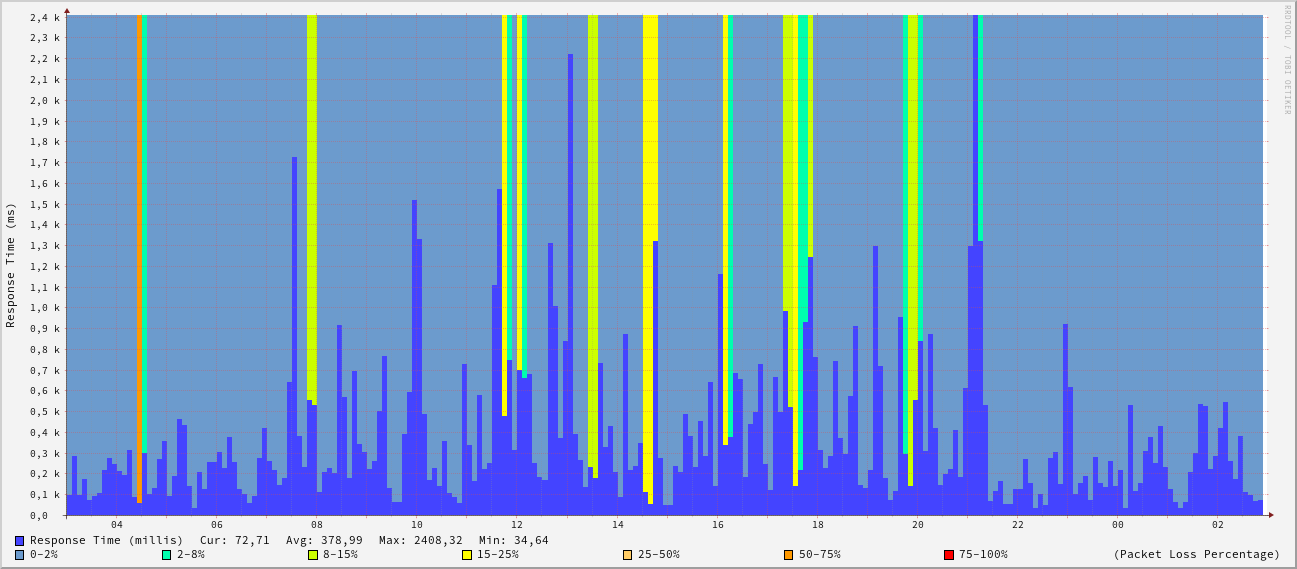 RRDTOOL / TOBI OETIKER
Response Time (ms)
2,4 k
2,3 k
2,2 k
2,1 k
2,0 k
1,9 k
1,8 k
1,7 k
1,6 k
1,5 k
1,4 k
1,3 k
1,2 k
1,1 k
1,0 k
0,9 k
0,8 k
0,7 k
0,6 k
0,5 k
0,4 k
0,3 k
0,2 k
0,1 k
0,0
04 06 08 10 12 14 16 18 20 22 00 02
Response Time (millis) Cur: 72,71 Avg: 378,99 Max: 2408,32 Min: 34,64
0-2% 2-8% 8-15% 15-25% 25-50% 50-75% 75-100% (Packet Loss Percentage)